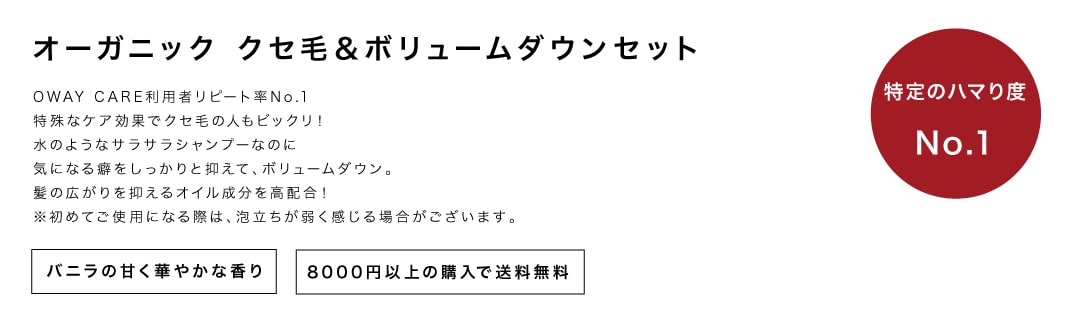 オーガニック クセ毛＆ボリュームダウンセット
OWAY CARE利用者リピート率No.1
特殊なケア効果でクセ毛の人もビックリ！
水のようなサラサラシャンプーなのに
気になる癖をしっかりと抑えて、ボリュームダウン。
髪の広がりを抑えるオイル成分を高配合！
※初めてご使用になる際は、泡立ちが弱く感じる場合がございます。
バニラの甘く華やかな香り
8000円以上の購入で送料無料
特定のハマり度
No.1